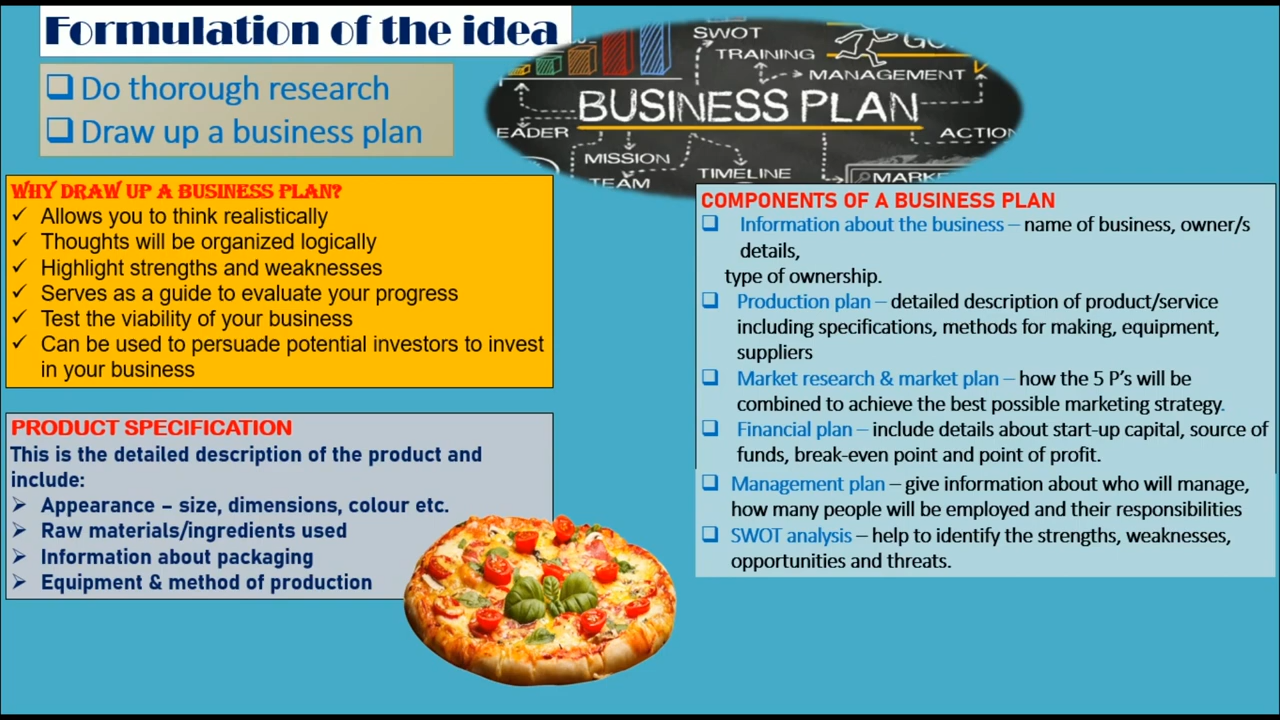 Formulation of the idea
❑ Do thorough research
❑ Draw up a business plan
SWOT
TRAINING
MANAGEMENT
BUSINESS PLAN
EADER
ACTION
MISSION
TIMELINE
TEAM
MARKE
WHY DRAW UP A BUSINESS PLAN?
✓ Allows you to think realistically
✓ Thoughts will be organized logically
✓ Highlight strengths and weaknesses
✓ Serves as a guide to evaluate your progress
✓ Test the viability of your business
✓ Can be used to persuade potential investors to invest
in your business
PRODUCT SPECIFICATION
This is the detailed description of the product and
include:
➢ Appearance – size, dimensions, colour etc.
➢ Raw materials/ingredients used
➢ Information about packaging
➢ Equipment & method of production
COMPONENTS OF A BUSINESS PLAN
❑ Information about the business – name of business, owner/s
details,
type of ownership.
❑ Production plan – detailed description of product/service
including specifications, methods for making, equipment,
suppliers
❑ Market research & market plan – how the 5 P's will be
combined to achieve the best possible marketing strategy.
❑ Financial plan – include details about start-up capital, source of
funds, break-even point and point of profit.
❑ Management plan – give information about who will manage,
how many people will be employed and their responsibilities
❑ SWOT analysis – help to identify the strengths, weaknesses,
opportunities and threats.